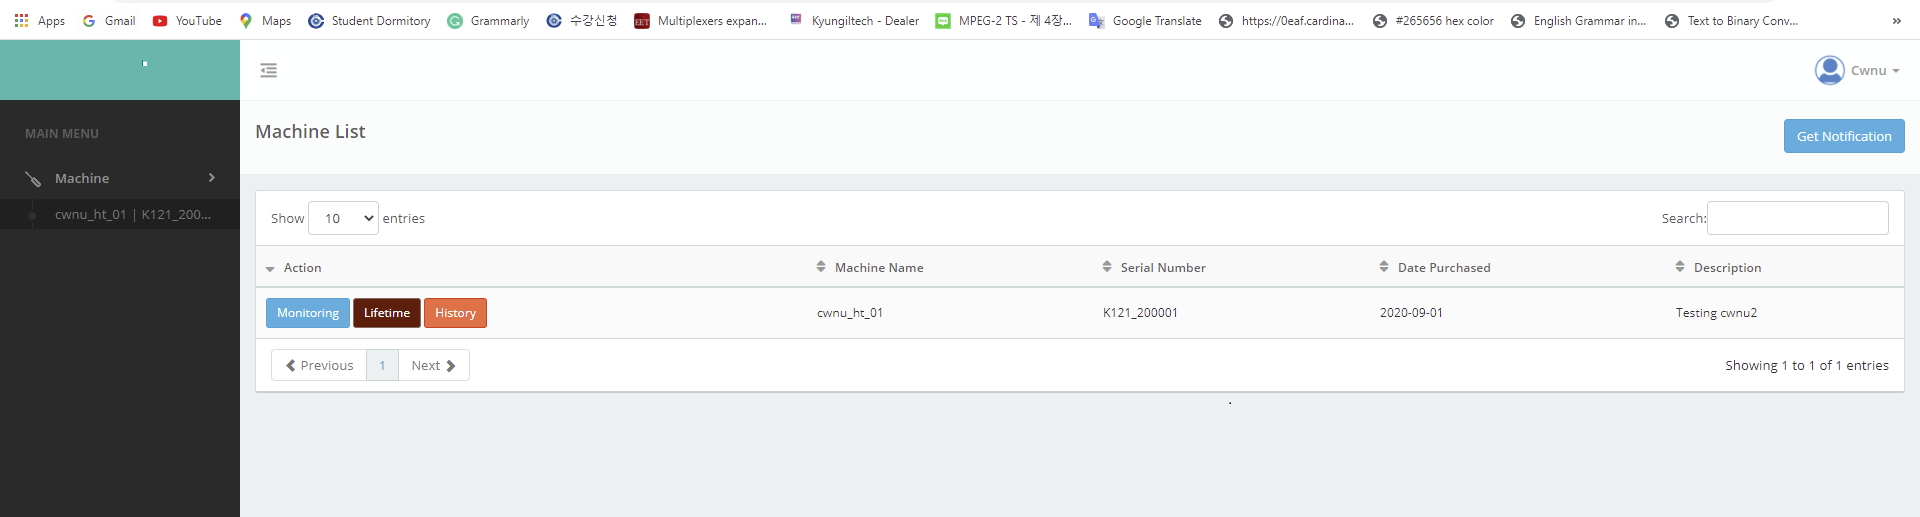 Apps Gmail YouTube Maps Student Dormitory Grammarly 수강신청 Multiplexers expan... Kyungiltech - Dealer MPEG-2 TS - 제 4장... Google Translate https://0eaf.cardina... #265656 hex color English Grammar in... Text to Binary Conv... »
Cwnu
MAIN MENU
Machine
cwnu_ht_01 | K121_200...
Machine List
Get Notification
Show 10 entries
Search:
Action Machine Name Serial Number Date Purchased Description
Monitoring Lifetime History cwnu_ht_01 K121_200001 2020-09-01 Testing cwnu2
Previous 1 Next
Showing 1 to 1 of 1 entries